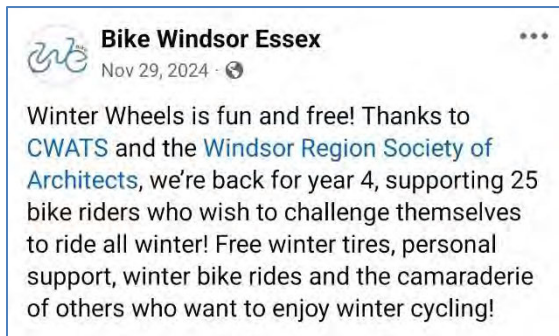 Bike Windsor Essex
Nov 29, 2024 ·
Winter Wheels is fun and free! Thanks to
CWATS and the Windsor Region Society of
Architects, we're back for year 4, supporting 25
bike riders who wish to challenge themselves
to ride all winter! Free winter tires, personal
support, winter bike rides and the camaraderie
of others who want to enjoy winter cycling!